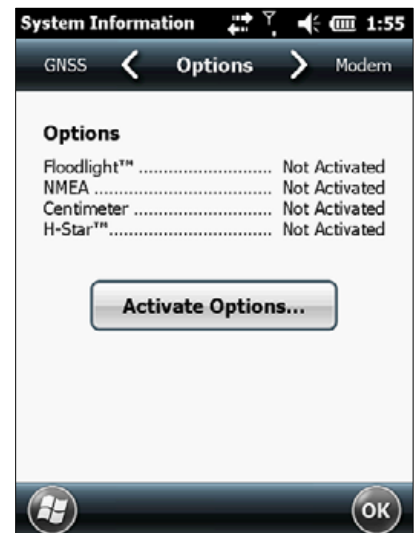 System Information 1:55
GNSS Options Modem
Options
Floodlight™ ........................... Not Activated
NMEA .................................... Not Activated
Centimeter ............................ Not Activated
H-Star™................................. Not Activated
Activate Options...
OK